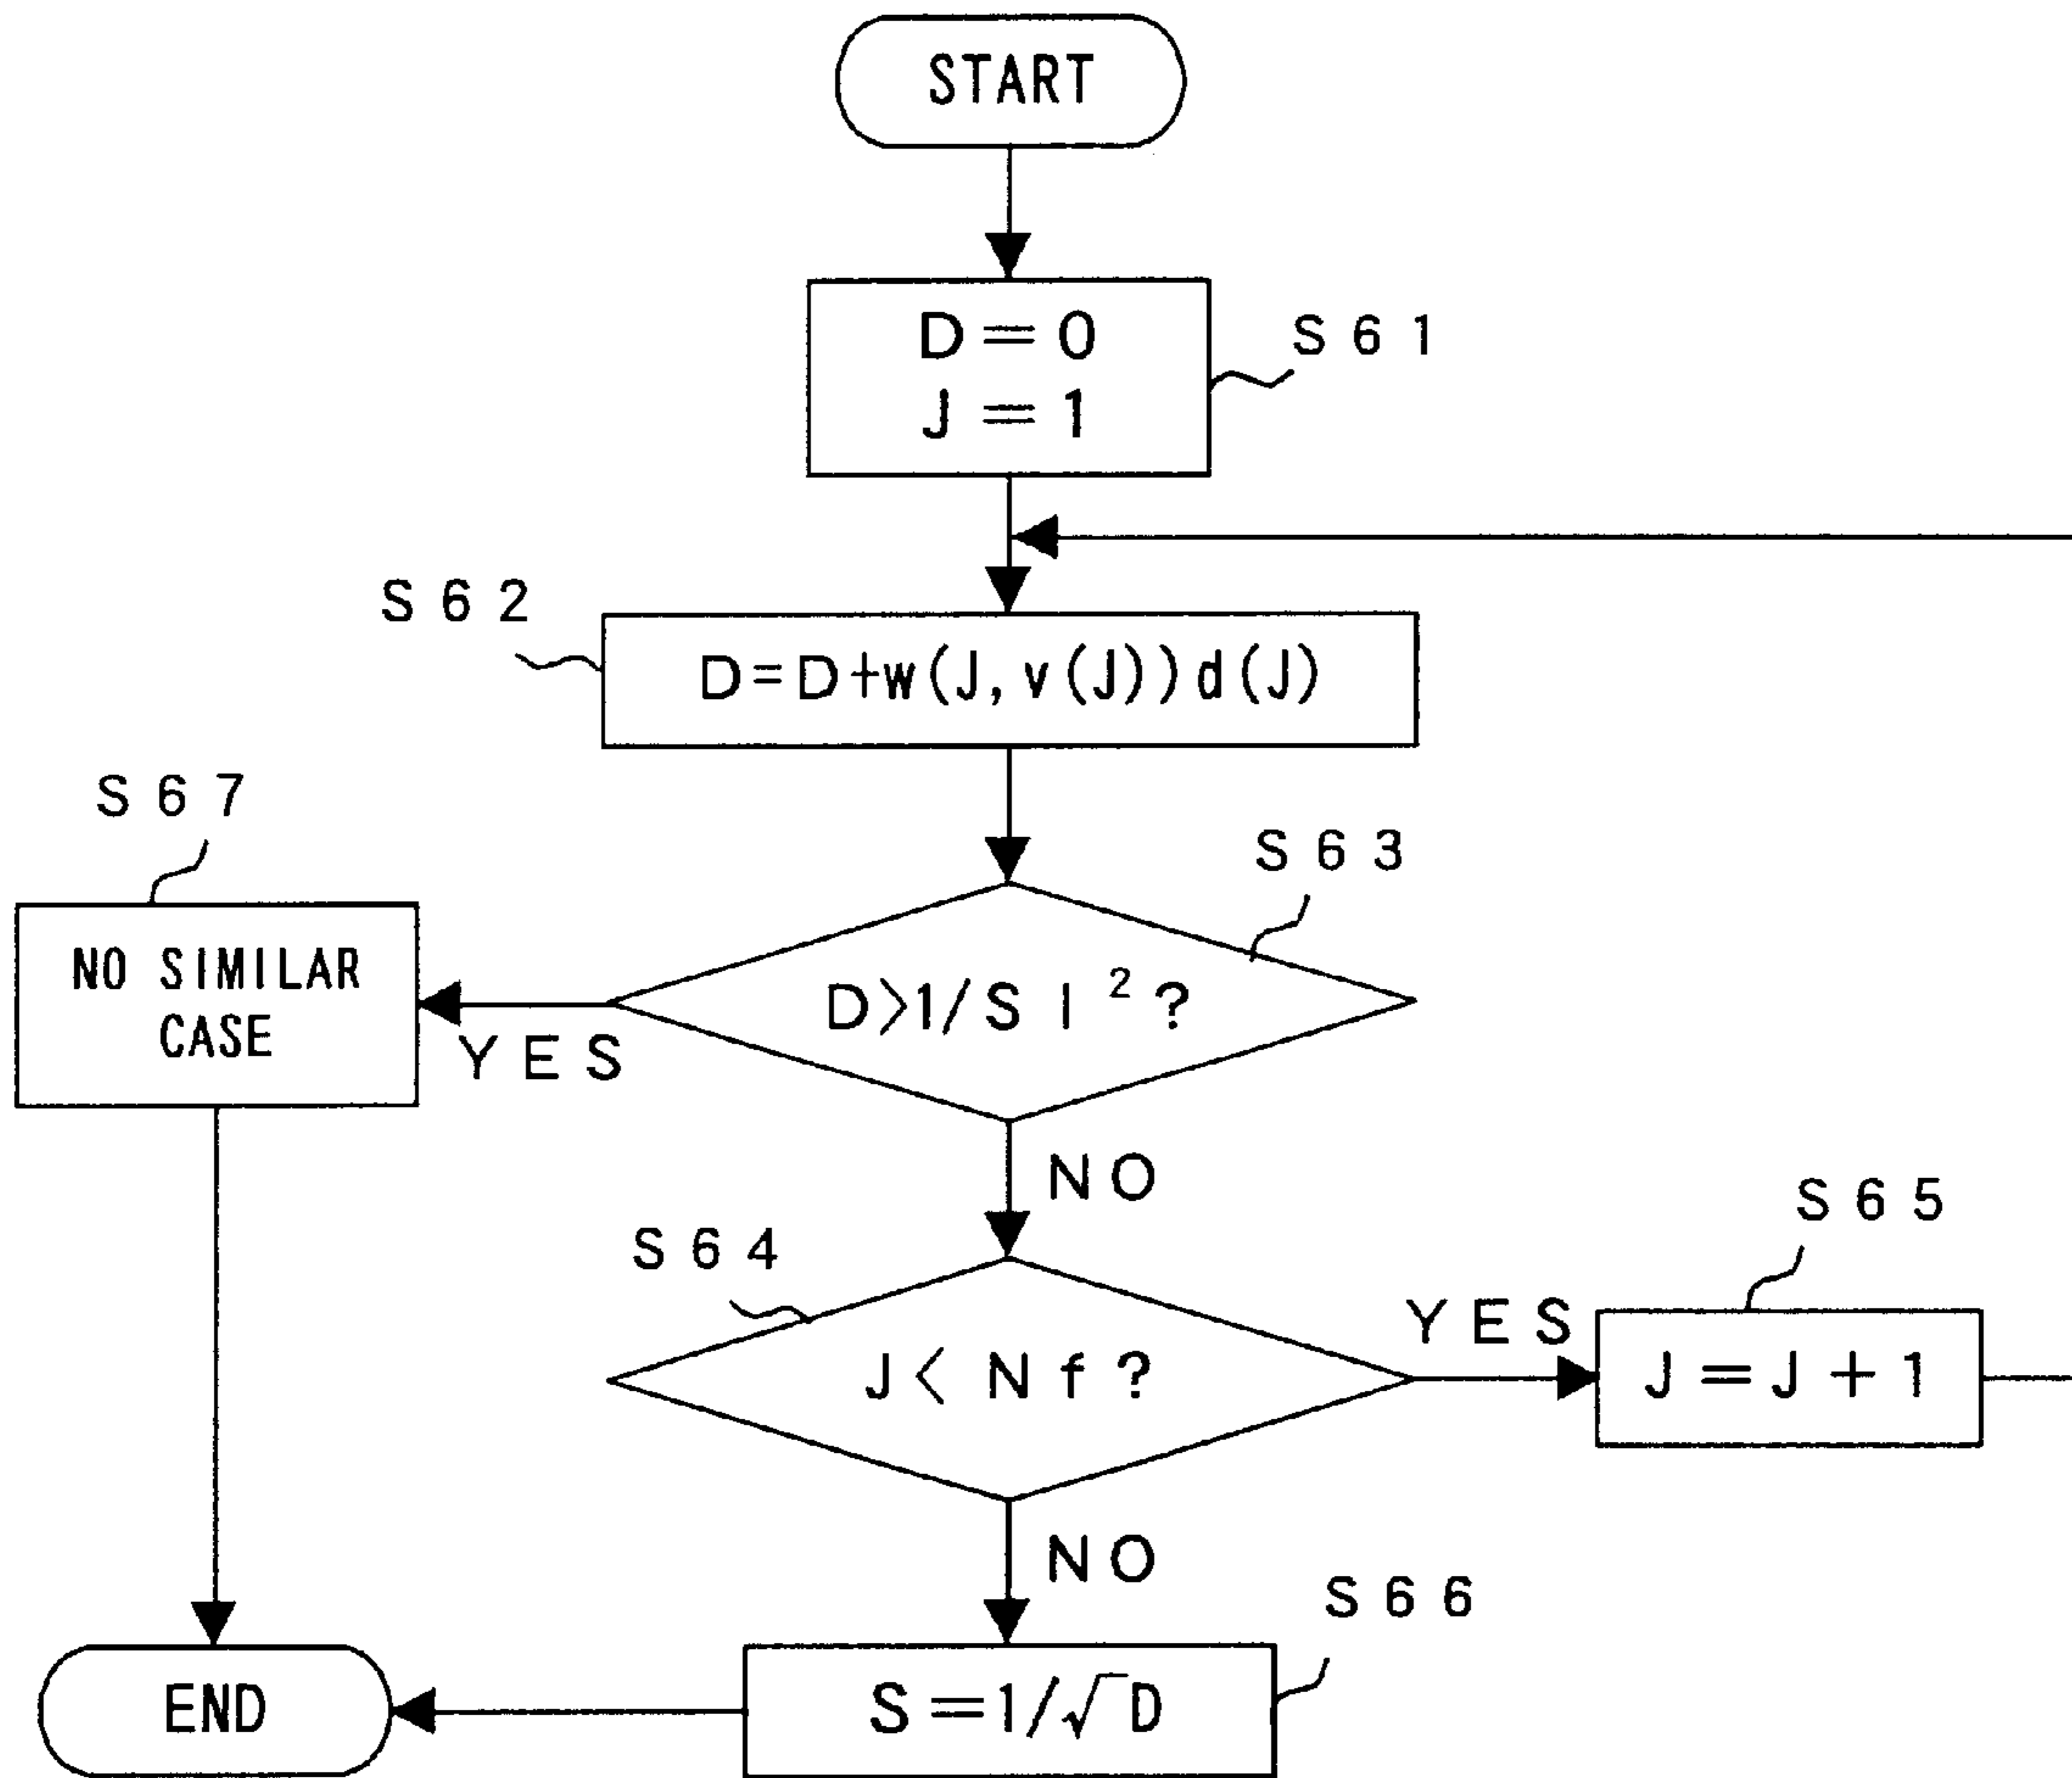 START
D=0
J=1
S61
S62
D=D+w(J,v(J))d(J)
S67
S63
NO SIMILAR
CASE
D>1/Sl²?
YES
NO
S64
S65
J<Nf?
YES
J=J+1
NO
S66
END
S=1/√D